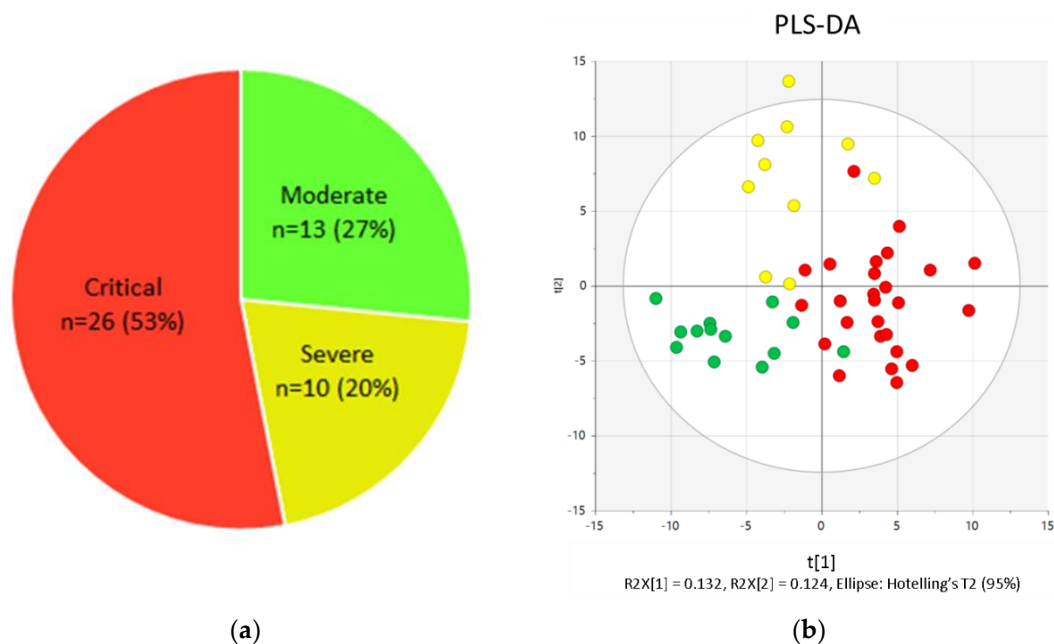 Moderate
n=13 (27%)
Critical
n=26 (53%)
Severe
n=10 (20%)
(a)
PLS-DA
15
10
5
0
-5
-10
-15
t[2]
-15
-10
-5
0
5
10
15
t[1]
R2X[1] = 0.132, R2X[2] = 0.124, Ellipse: Hotelling's T2 (95%)
(b)